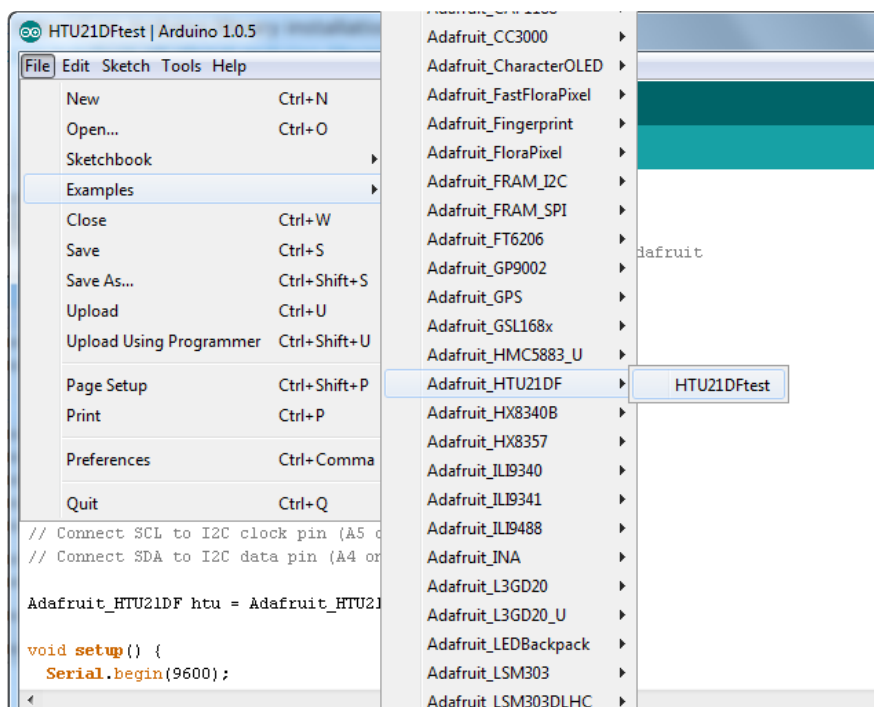 HTU21DFtest | Arduino 1.0.5
File Edit Sketch Tools Help
New Ctrl+N
Open... Ctrl+O
Sketchbook
Examples
Close Ctrl+W
Save Ctrl+S
Save As... Ctrl+Shift+S
Upload Ctrl+U
Upload Using Programmer Ctrl+Shift+U
Page Setup Ctrl+Shift+P
Print Ctrl+P
Preferences Ctrl+Comma
Quit Ctrl+Q
Adafruit_CC3000
Adafruit_CharacterOLED
Adafruit_FastFloraPixel
Adafruit_Fingerprint
Adafruit_FloraPixel
Adafruit_FRAM_I2C
Adafruit_FRAM_SPI
Adafruit_FT6206
Adafruit_GP9002
Adafruit_GPS
Adafruit_GSL168x
Adafruit_HMC5883_U
Adafruit_HTU21DF
Adafruit_HX8340B
Adafruit_HX8357
Adafruit_ILI9340
Adafruit_ILI9341
Adafruit_ILI9488
Adafruit_INA
Adafruit_L3GD20
Adafruit_L3GD20_U
Adafruit_LEDBackpack
Adafruit_LSM303
Adafruit_LSM303DLHC
HTU21DFtest
dafruit
// Connect SCL to I2C clock pin (A5
// Connect SDA to I2C data pin (A4 on
Adafruit_HTU21DF htu = Adafruit_HTU21
void setup() {
Serial.begin(9600);